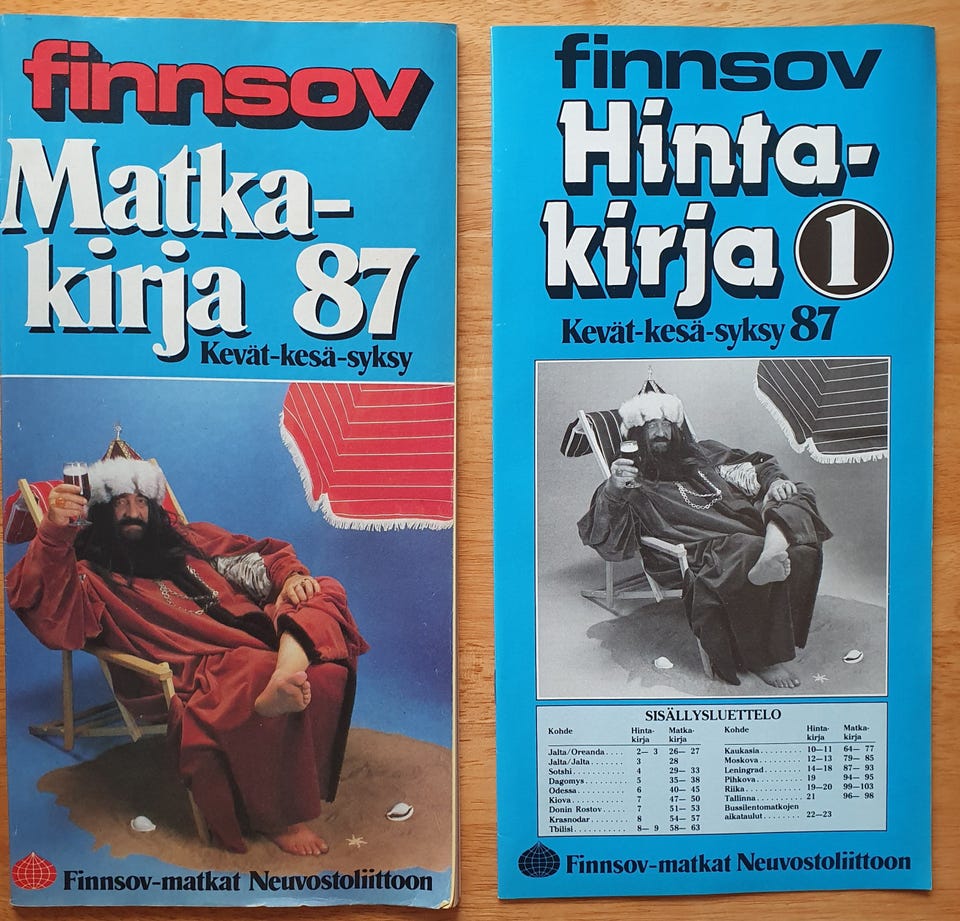 finnsov
Matka-
kirja 87
Kevät-kesä-syksy
Finnsov-matkat Neuvostoliittoon
finnsov
Hinta-
kirja 1
Kevät-kesä-syksy 87
SISÄLLYSLUETTELO
Kohde Hinta-kirja Matka-kirja
Jalta/Oreanda.... 2— 3 26— 27
Jalta/Jalta....... 3 28
Sotshi........... 4 29— 33
Dagomys........ 5 35— 38
Odessa.......... 6 40— 45
Kiova........... 7 47— 50
Donin Rostov.... 7 51— 53
Krasnodar....... 8 54— 57
Tbilisi........... 8— 9 58— 63
Kohde Hinta-kirja Matka-kirja
Kaukasia......... 10—11 64— 77
Moskova......... 12—13 79— 85
Leningrad........ 14—18 87— 93
Pihkova.......... 19 94— 95
Riika............ 19—20 99—103
Tallinna.......... 21 96— 98
Bussilentomatkojen
aikataulut........ 22—23
Finnsov-matkat Neuvostoliittoon